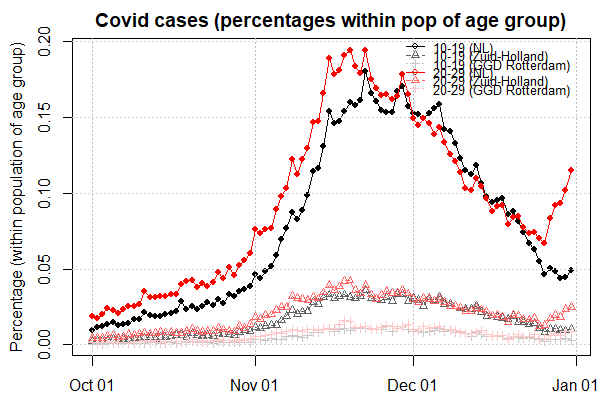 Covid cases (percentages within pop of age group)
Percentage (within population of age group)
0.20
0.15
0.10
0.05
0.00
10-19 (NL)
10-19 (Zuid-Holland)
10-19 (GGD Rotterdam)
20-29 (NL)
20-29 (Zuid-Holland)
20-29 (GGD Rotterdam)
Oct 01
Nov 01
Dec 01
Jan 01